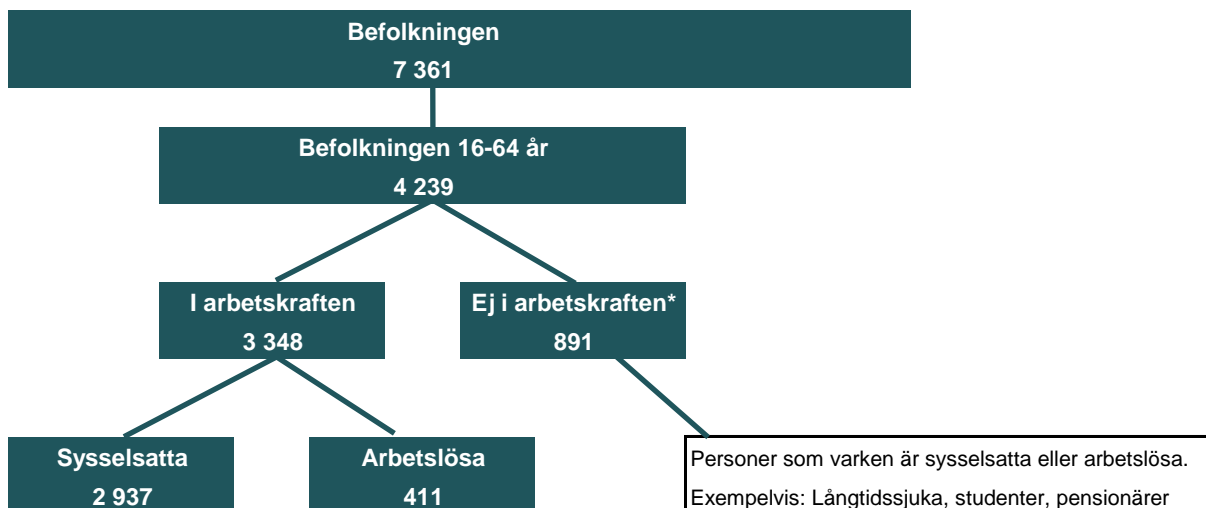 Befolkningen
7 361
Befolkningen 16-64 år
4 239
I arbetskraften
3 348
Ej i arbetskraften*
891
Sysselsatta
2 937
Arbetslösa
411
Personer som varken är sysselsatta eller arbetslösa.
Exempelvis: Långtidssjuka, studenter, pensionärer